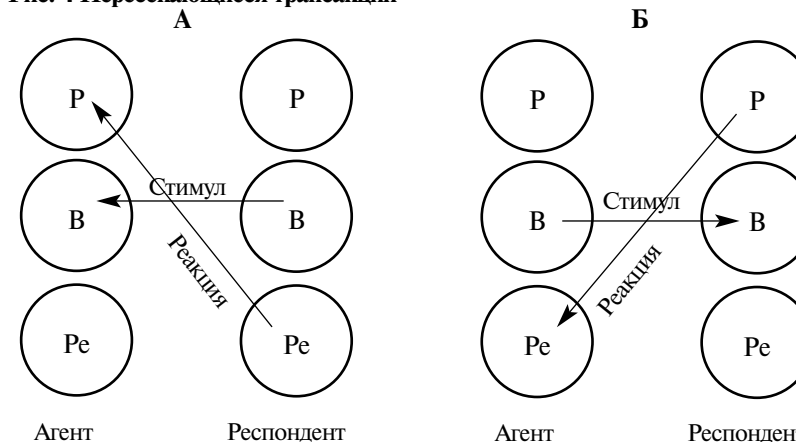 Рис. 4 Пересекающиеся трансакции
А Б
Р Р Р Р
Стимул Стимул
В В В В
Реакция Реакция
Ре Ре Ре Ре
Агент Респондент Агент Респондент